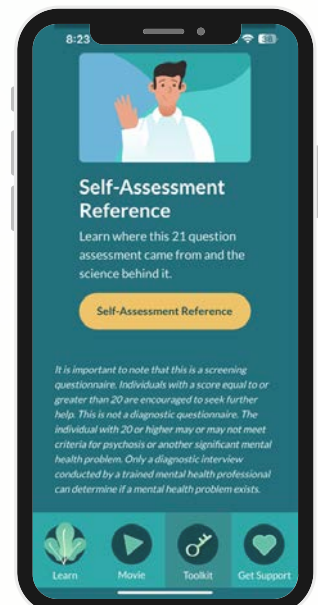 8:23
38
Self-Assessment
Reference
Learn where this 21 question
assessment came from and the
science behind it.
Self-Assessment Reference
It is important to note that this is a screening
questionnaire. Individuals with a score equal to or
greater than 20 are encouraged to seek further
help. This is not a diagnostic questionnaire. The
individual with 20 or higher may or may not meet
criteria for psychosis or another significant mental
health problem. Only a diagnostic interview
conducted by a trained mental health professional
can determine if a mental health problem exists.
Learn
Movie
Toolkit
Get Support